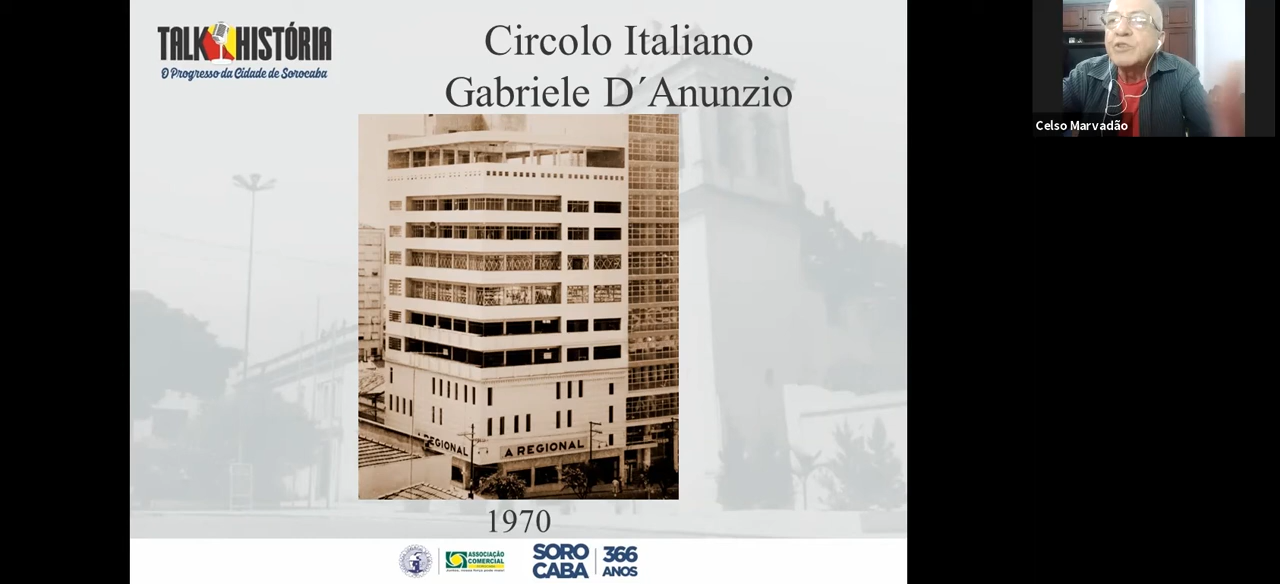 TALK HISTÓRIA
O Progresso da Cidade de Sorocaba
Circolo Italiano
Gabriele D´Anunzio
Celso Marvadão
REGIONAL
A REGIONAL
1970
ASSOCIAÇÃO
COMERCIAL
SORO
CABA
366
ANOS